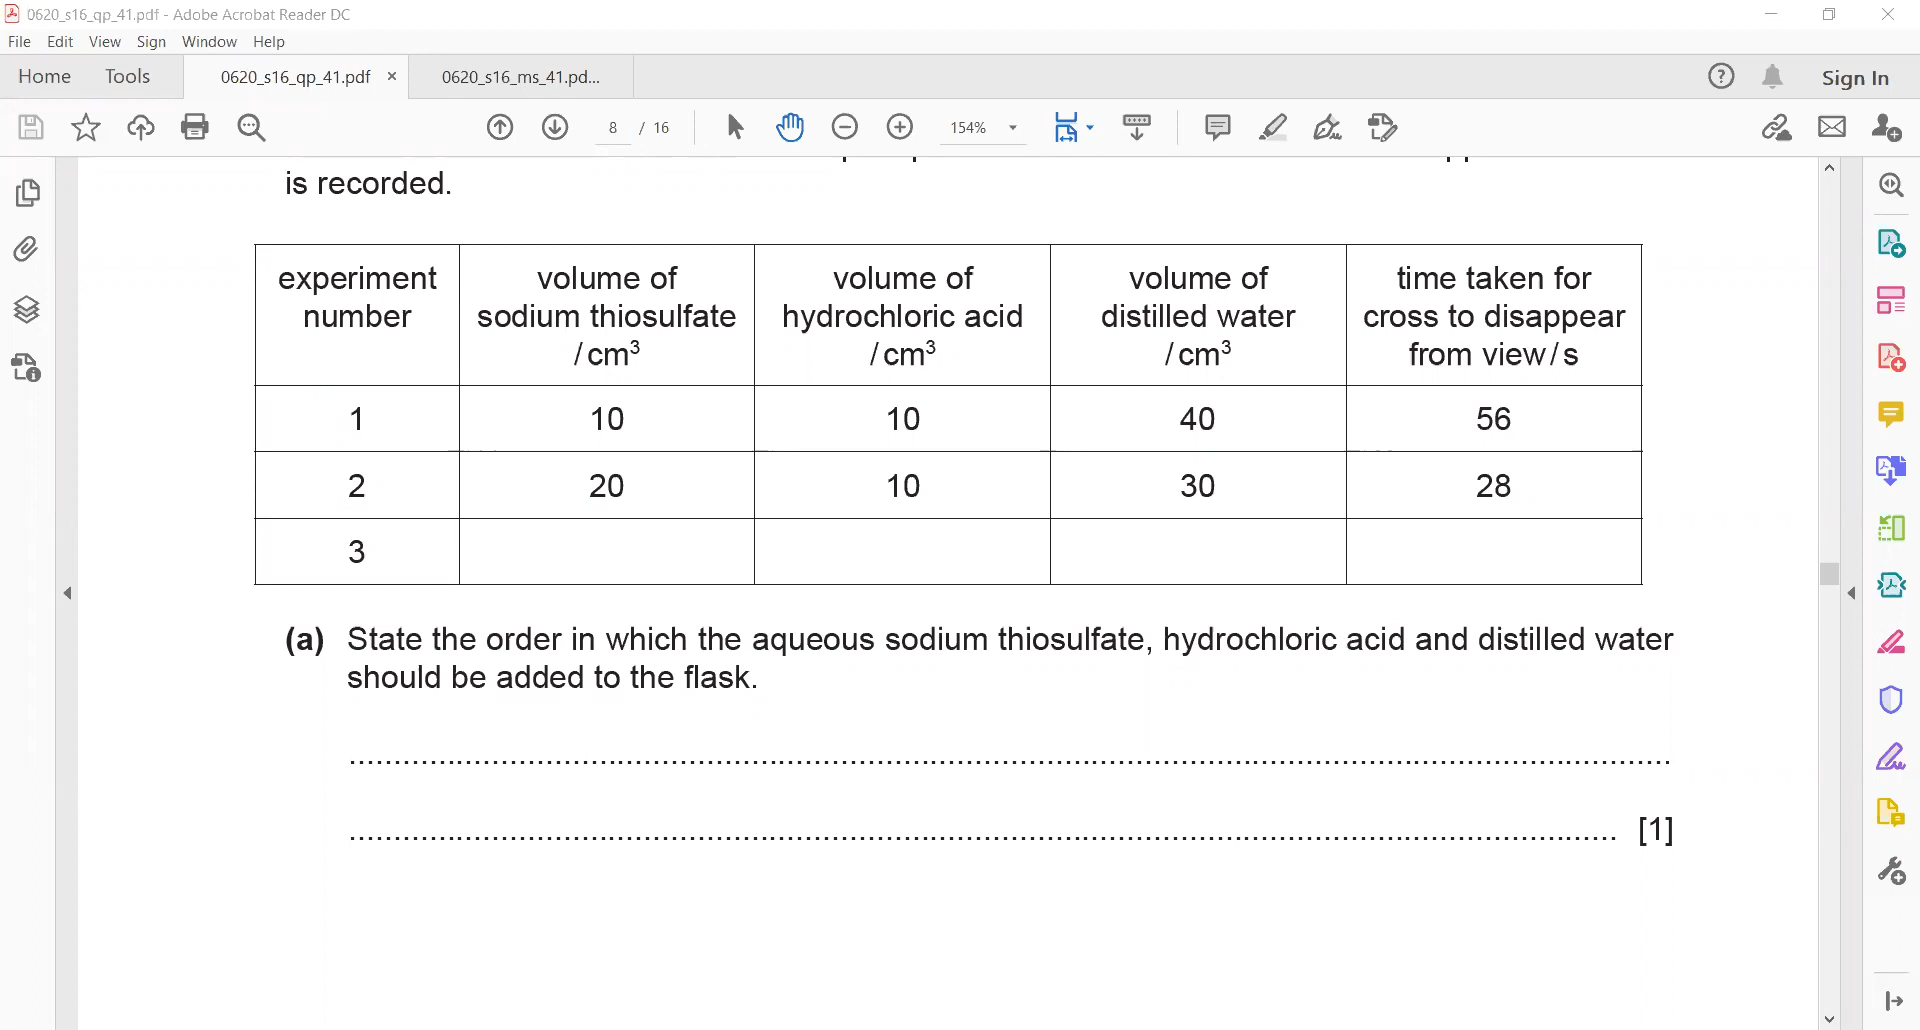 0620_s16_qp_41.pdf - Adobe Acrobat Reader DC
File Edit View Sign Window Help
Home Tools 0620_s16_qp_41.pdf × 0620_s16_ms_41.pd... Sign In
8 / 16 154%
is recorded.
experiment number
volume of sodium thiosulfate / cm³
volume of hydrochloric acid / cm³
volume of distilled water / cm³
time taken for cross to disappear from view / s
1 10 10 40 56
2 20 10 30 28
3
(a) State the order in which the aqueous sodium thiosulfate, hydrochloric acid and distilled water
should be added to the flask.
[1]